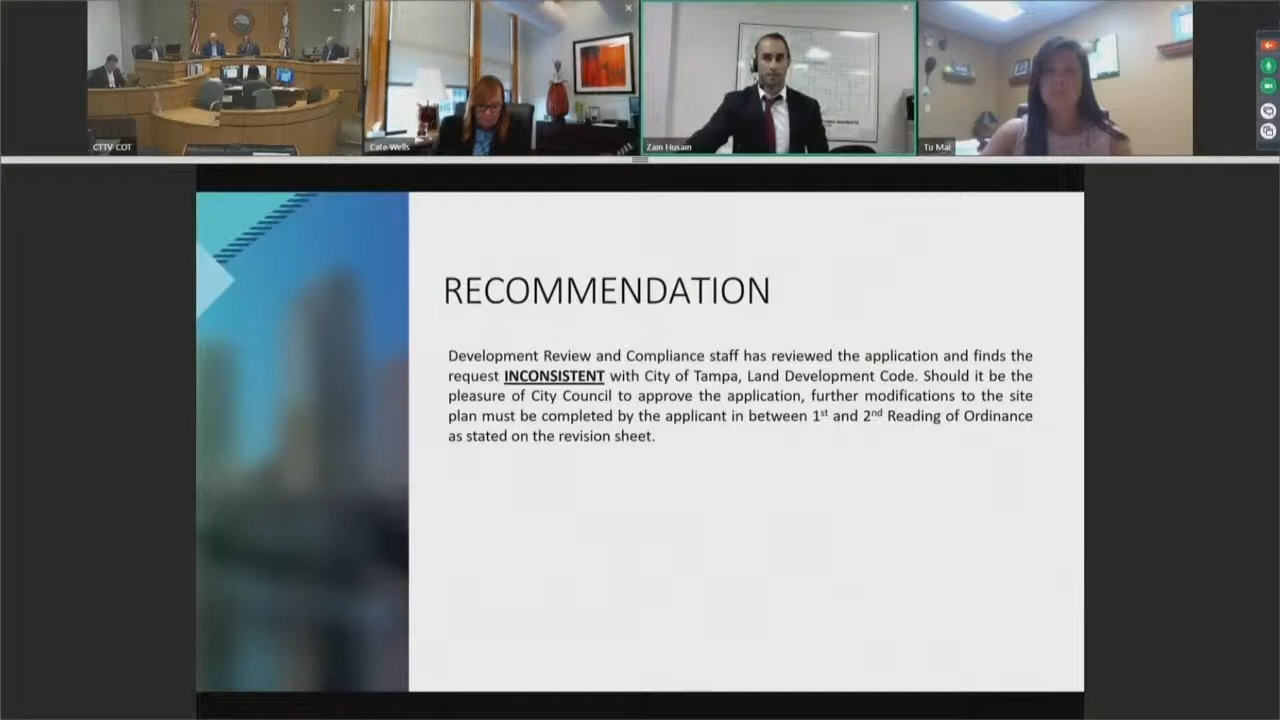 CTTV COT
Cate Wells
Zain Husain
Tu Mai
RECOMMENDATION
Development Review and Compliance staff has reviewed the application and finds the
request INCONSISTENT with City of Tampa, Land Development Code. Should it be the
pleasure of City Council to approve the application, further modifications to the site
plan must be completed by the applicant in between 1st and 2nd Reading of Ordinance
as stated on the revision sheet.